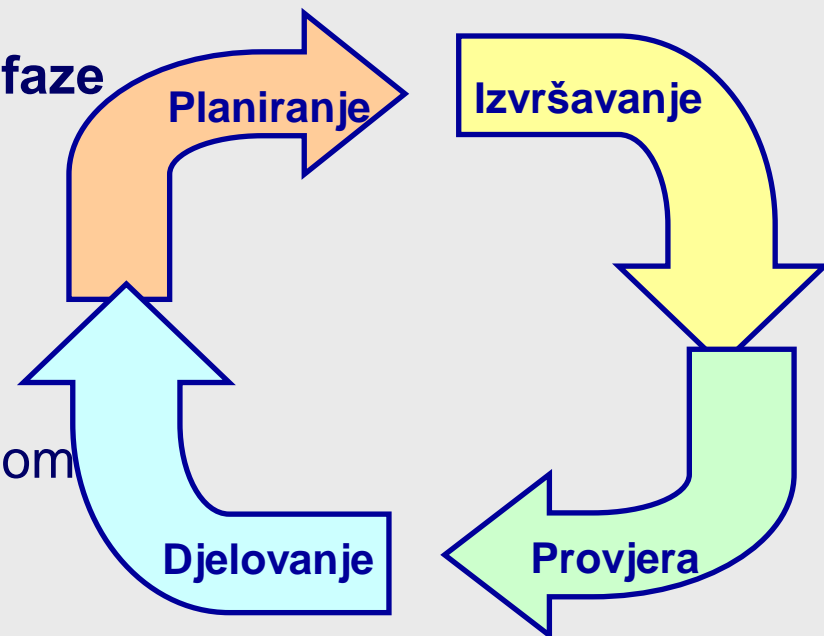 faze
Planiranje
Izvršavanje
om
Djelovanje
Provjera